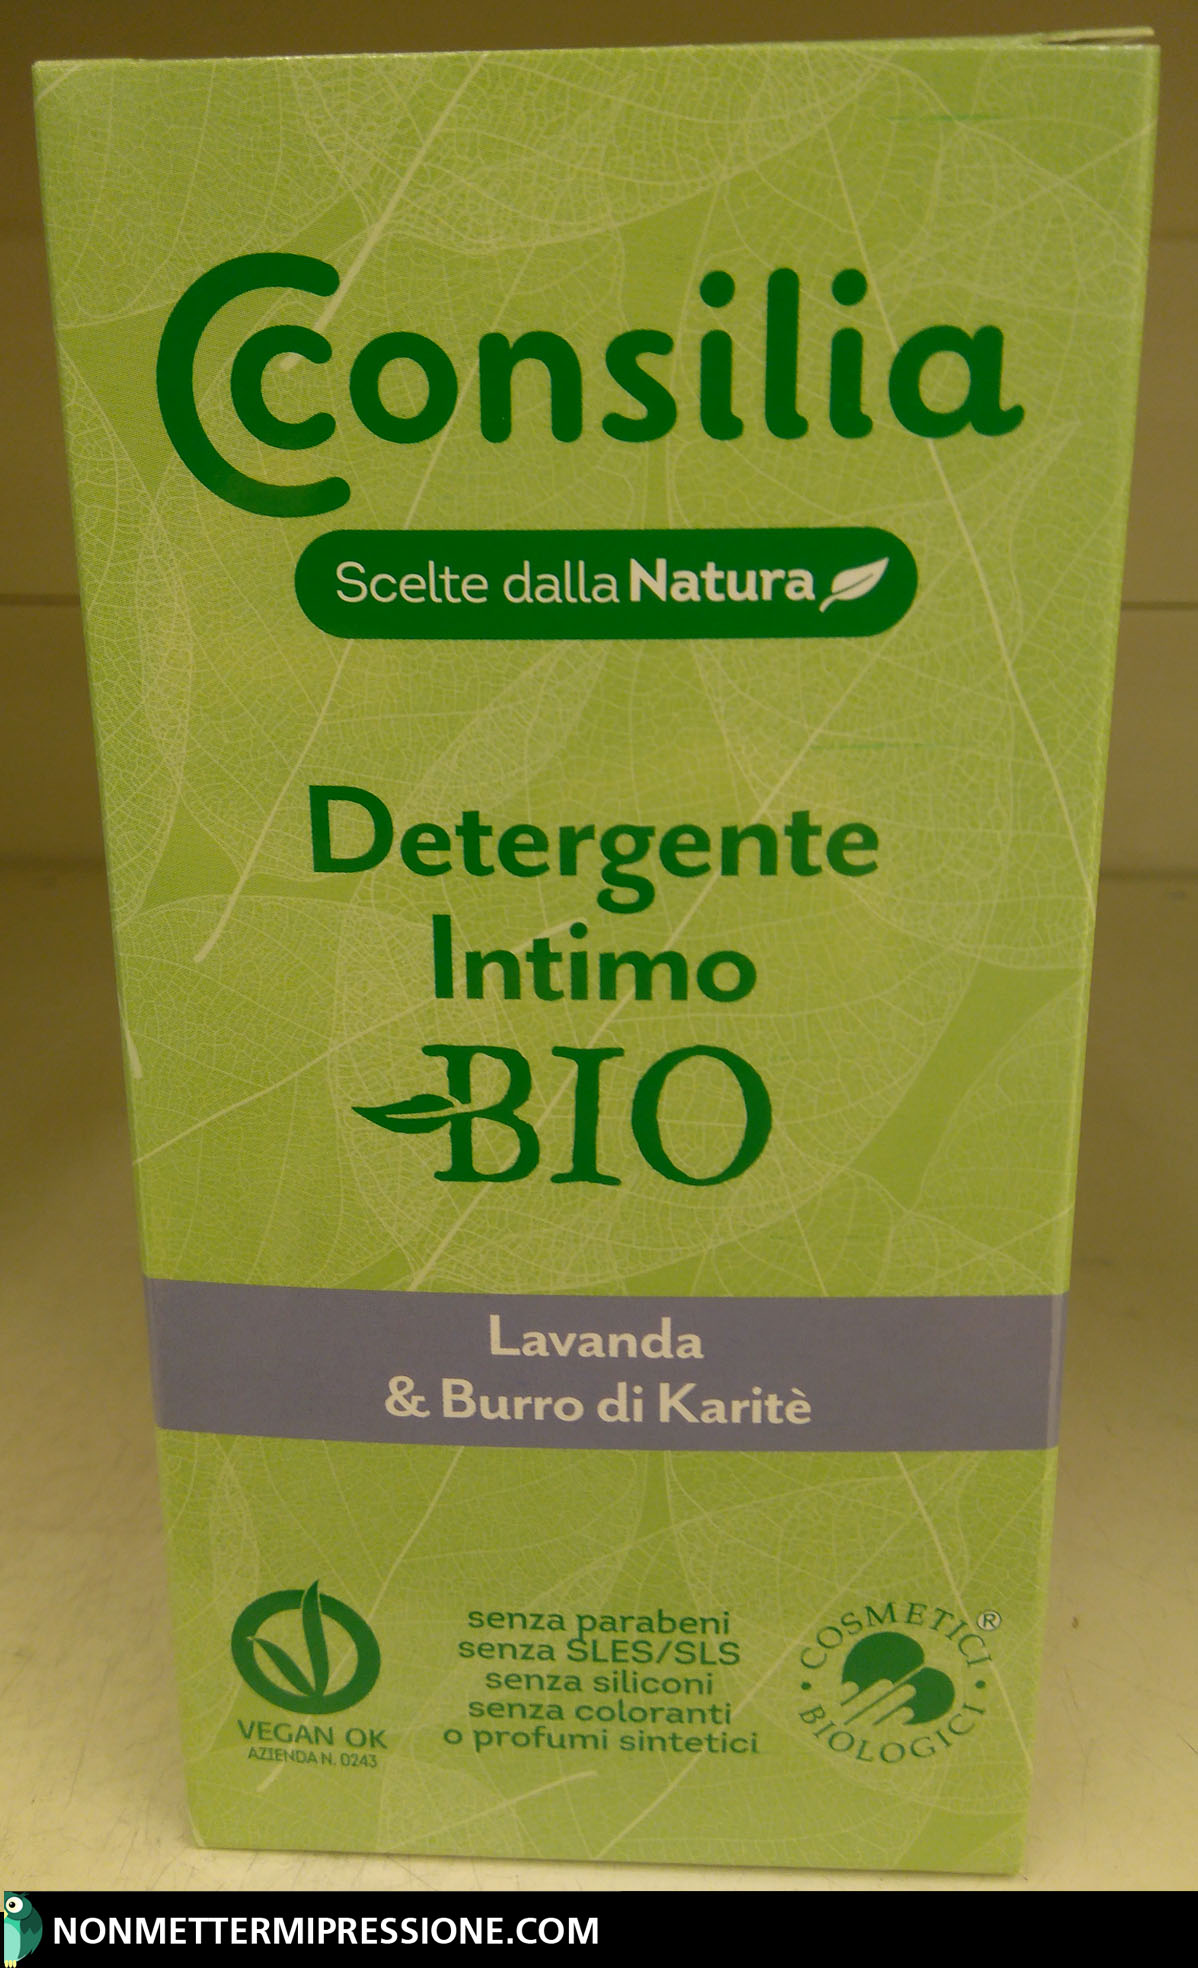 Consilia
Scelte dalla Natura
Detergente
Intimo
BIO
Lavanda
& Burro di Karitè
VEGAN OK
AZIENDA N. 0243
senza parabeni
senza SLES/SLS
senza siliconi
senza coloranti
o profumi sintetici
COSMETICI ®
• BIOLOGICI •
NONMETTERMIPRESSIONE.COM